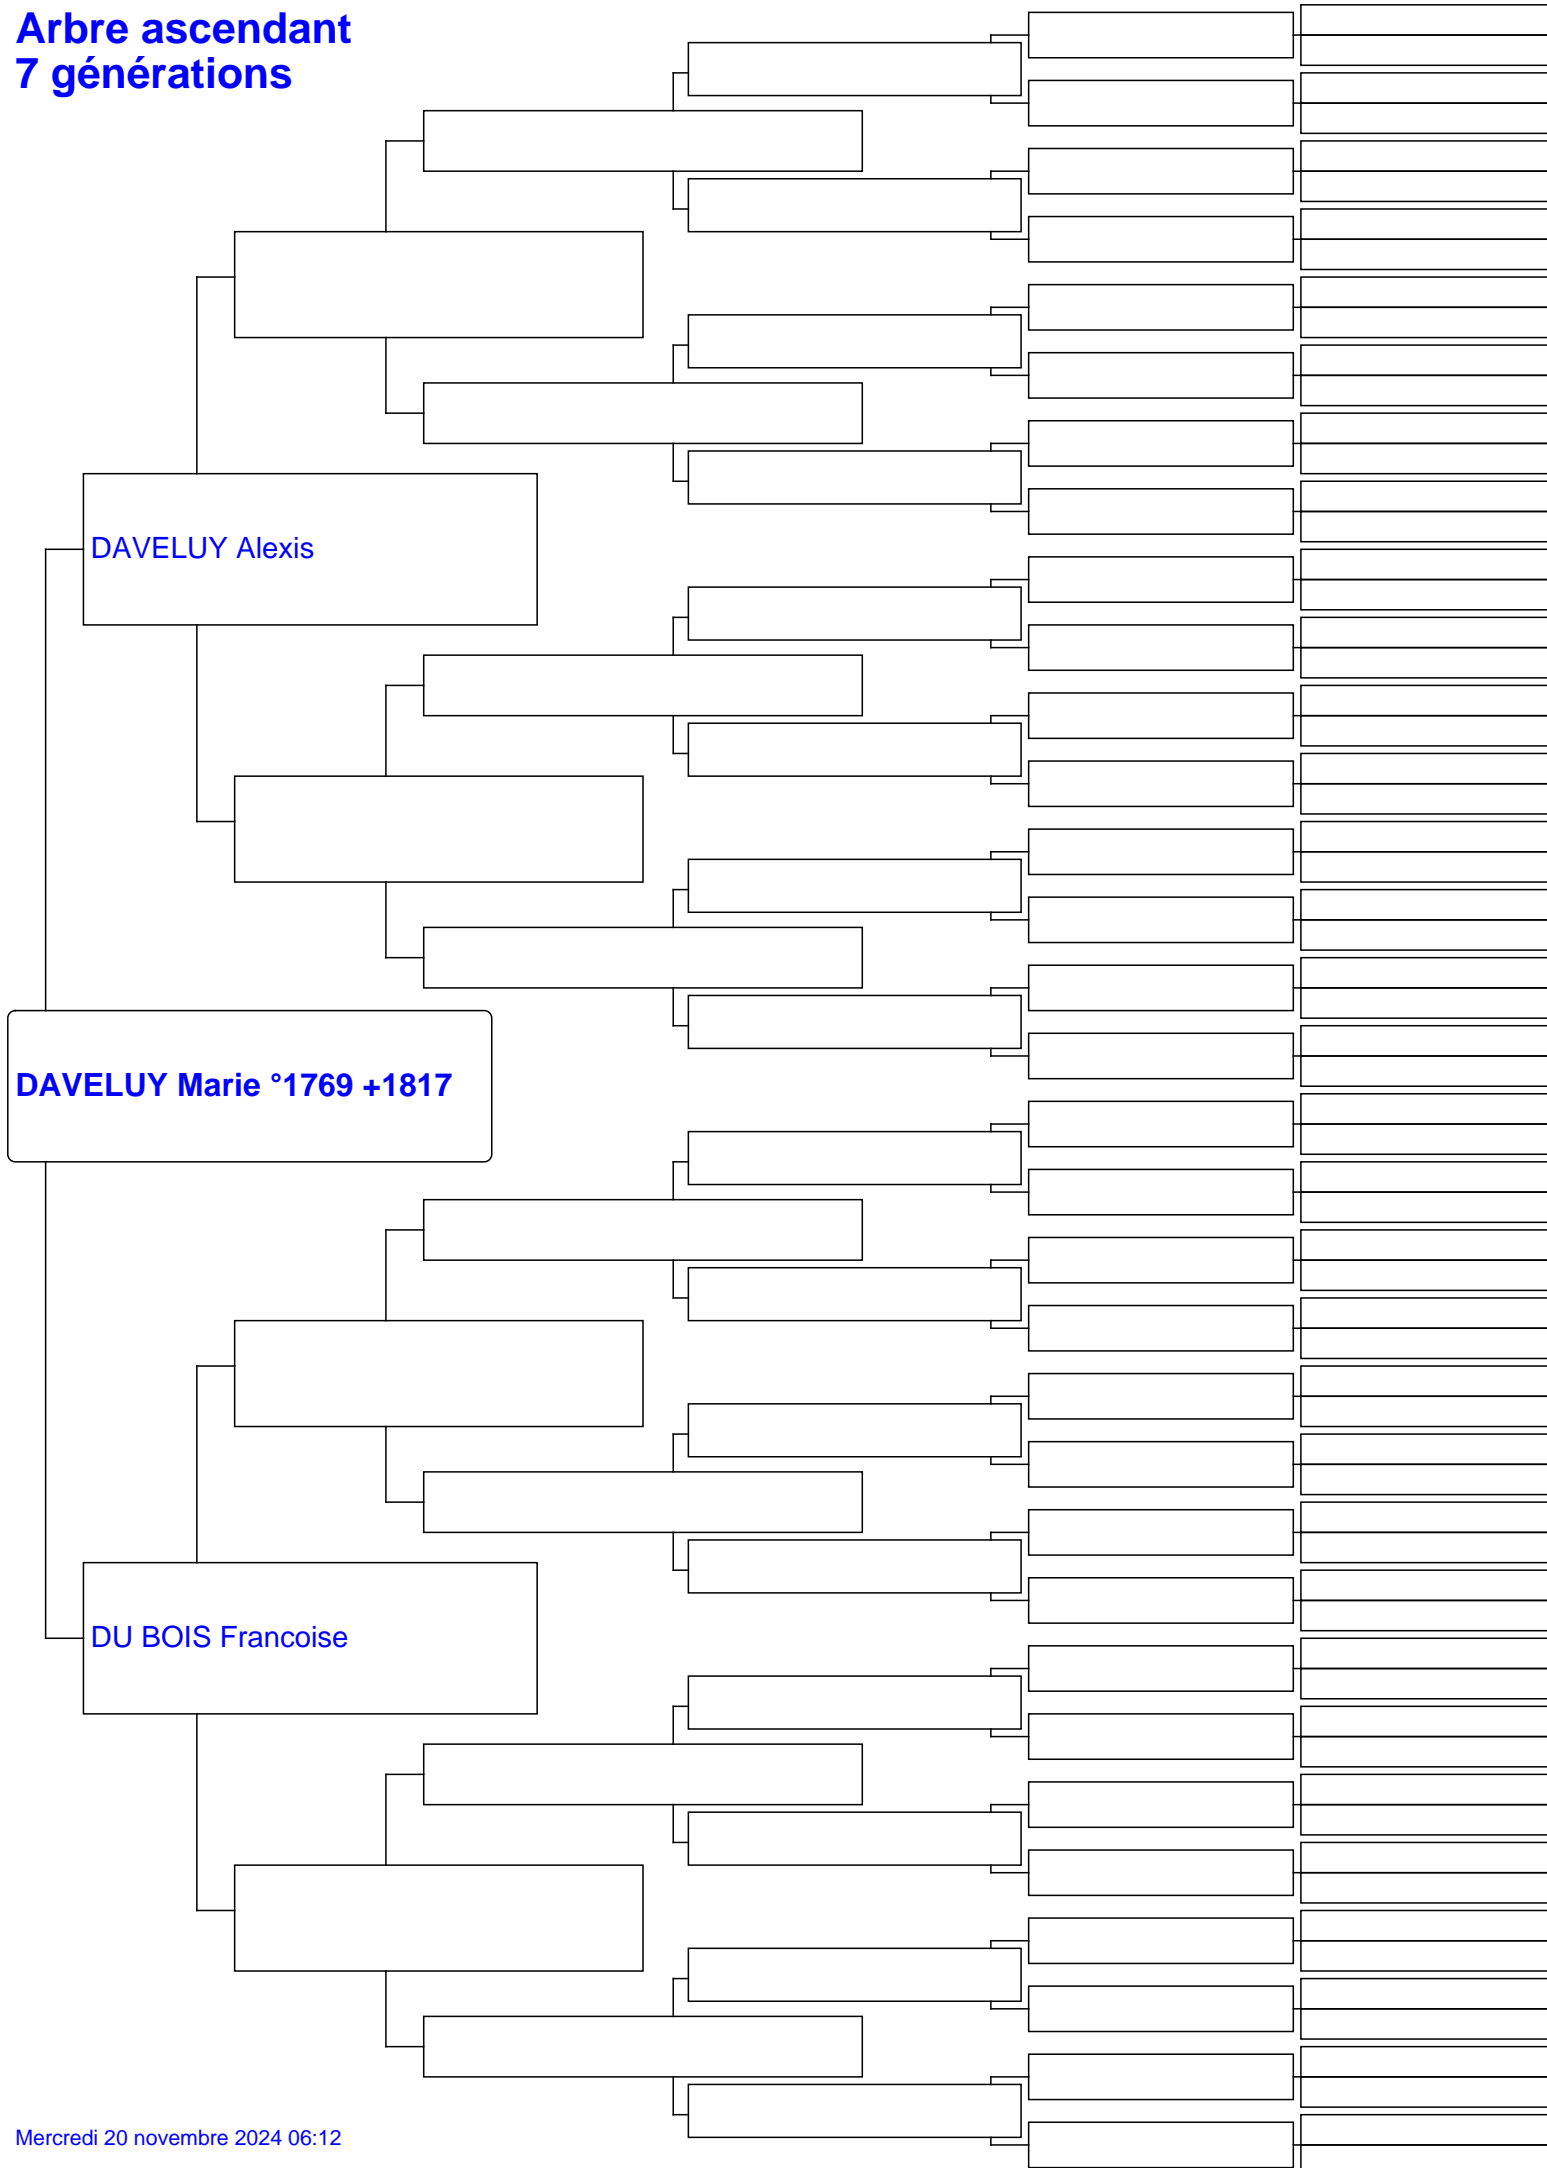 Arbre ascendant
7 générations
DAVELUY Alexis
DAVELUY Marie °1769 +1817
DU BOIS Francoise
Mercredi 20 novembre 2024 06:12